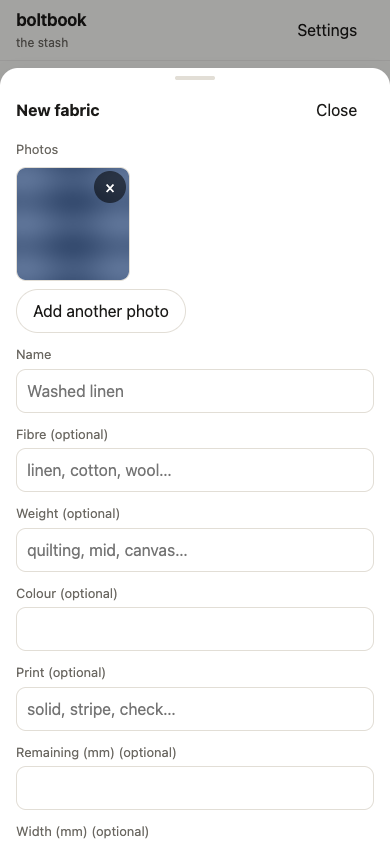 boltbook
the stash
Settings
New fabric
Close
Photos
×
Add another photo
Name
Washed linen
Fibre (optional)
linen, cotton, wool...
Weight (optional)
quilting, mid, canvas...
Colour (optional)
Print (optional)
solid, stripe, check...
Remaining (mm) (optional)
Width (mm) (optional)